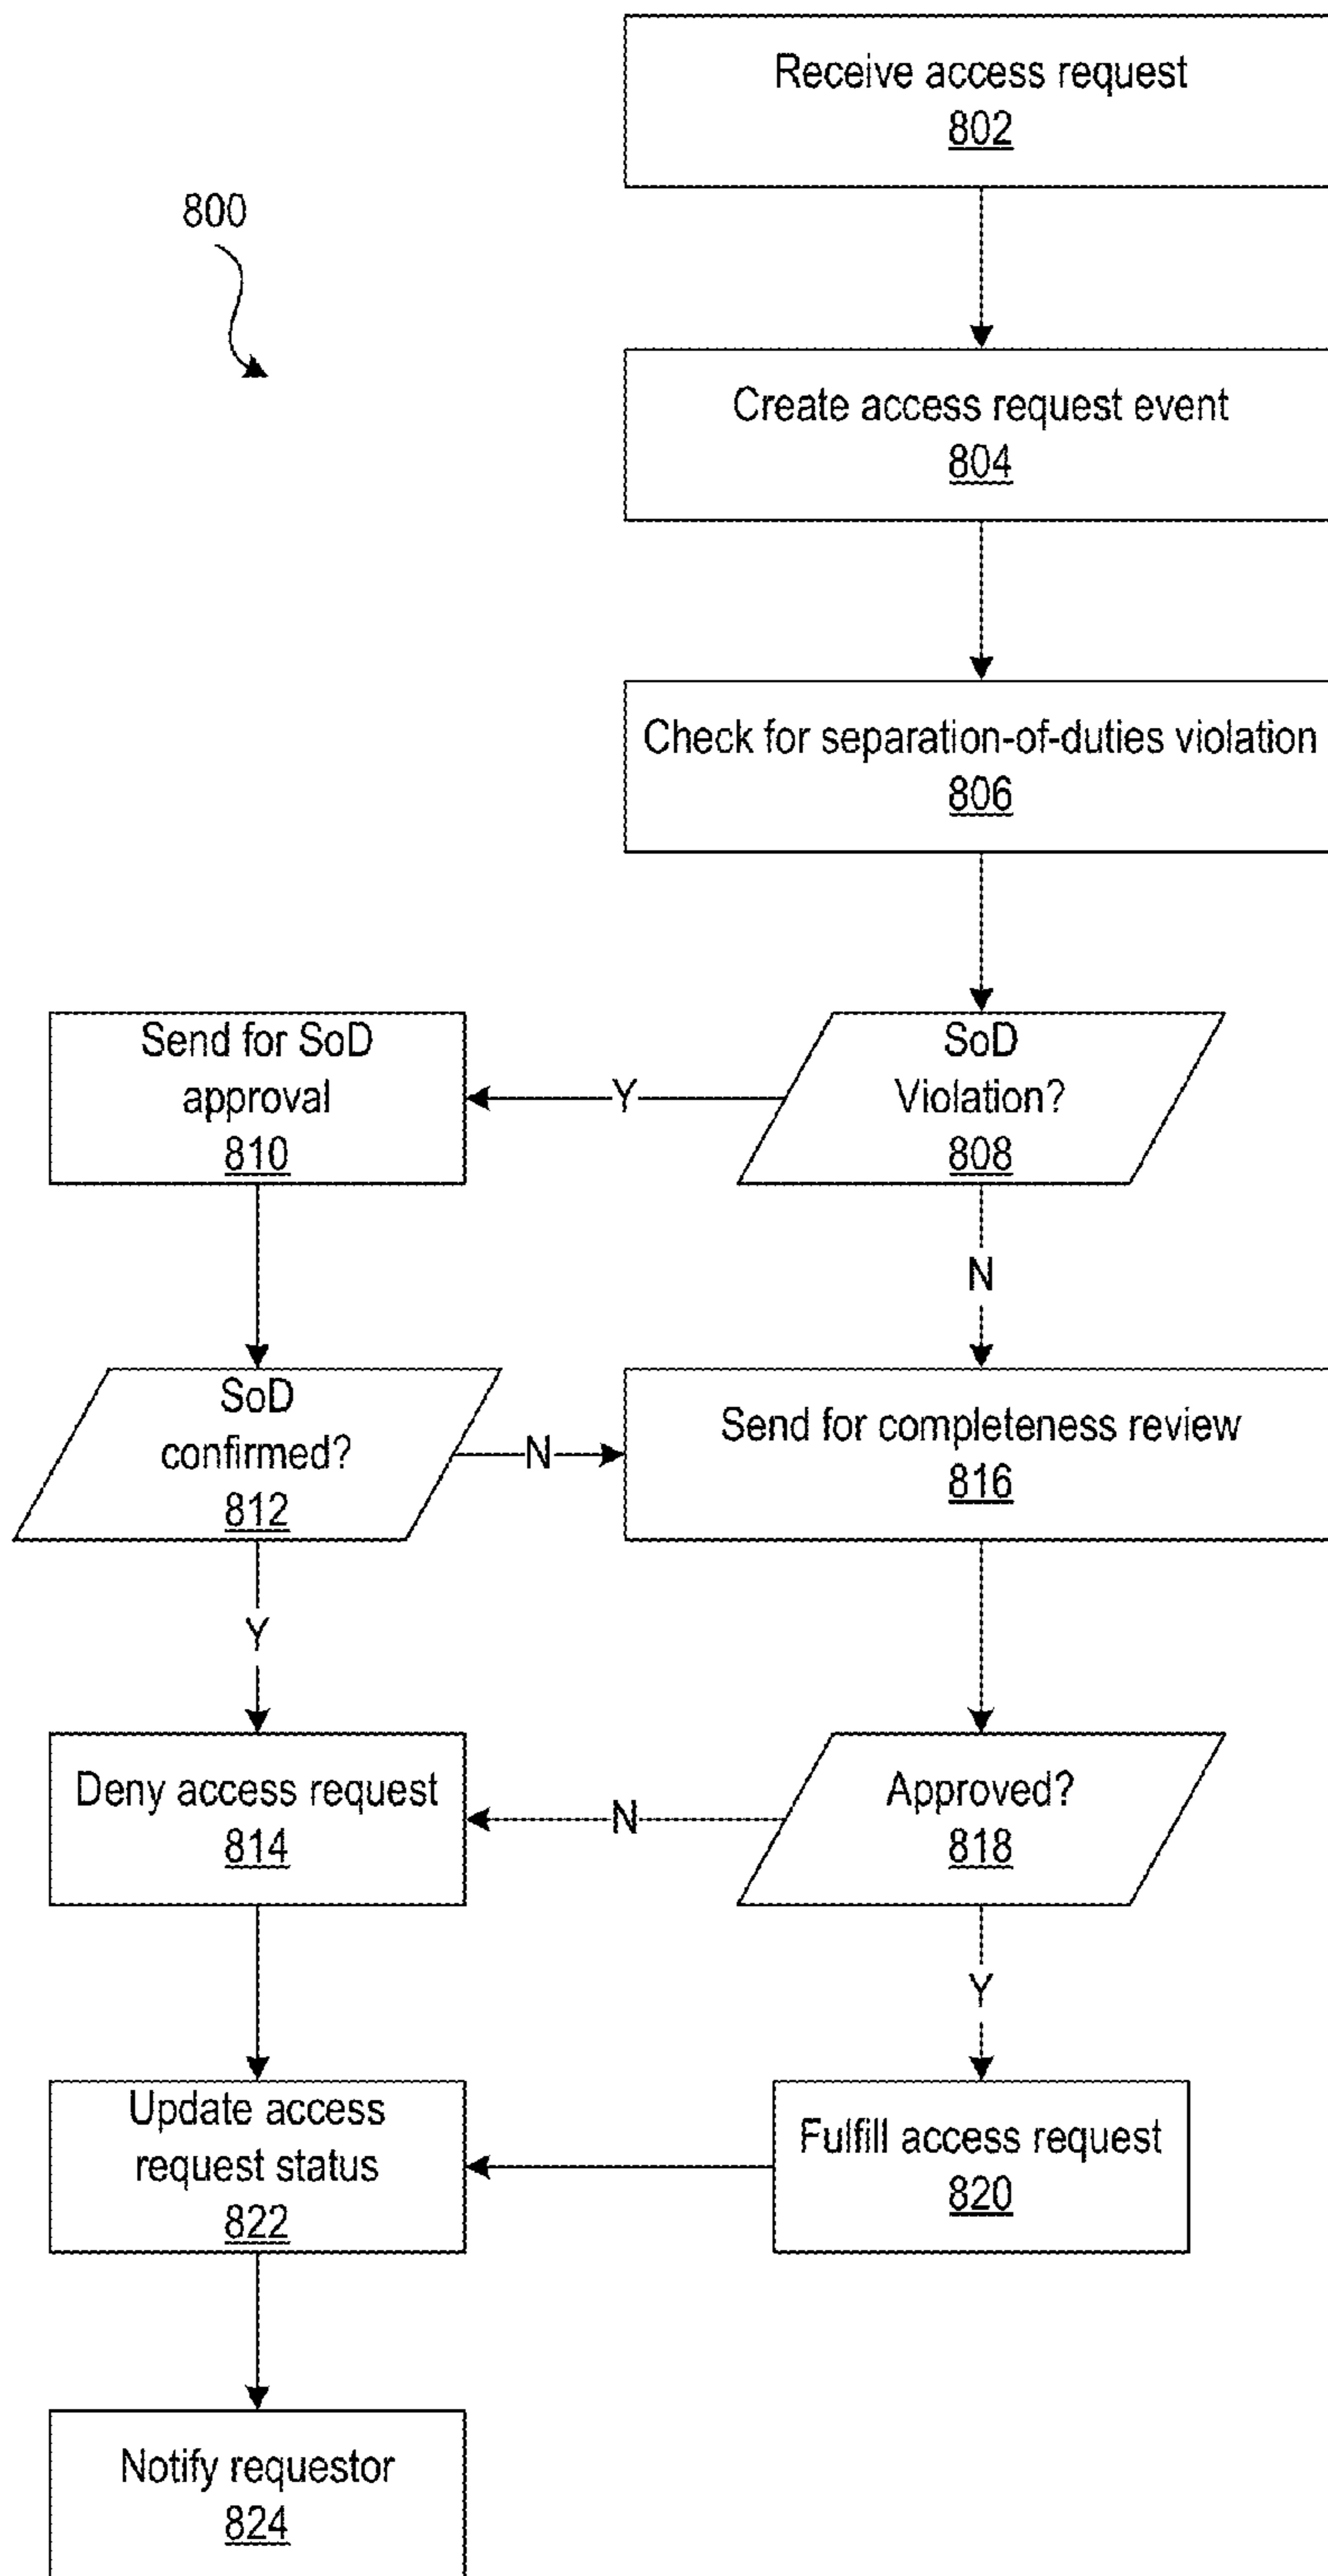 Receive access request
802
800
Create access request event
804
Check for separation-of-duties violation
806
Send for SoD
approval
810
Y
SoD
Violation?
808
N
SoD
confirmed?
812
N
Send for completeness review
816
Y
Deny access request
814
N
Approved?
818
Y
Update access
request status
822
Fulfill access request
820
Notify requestor
824